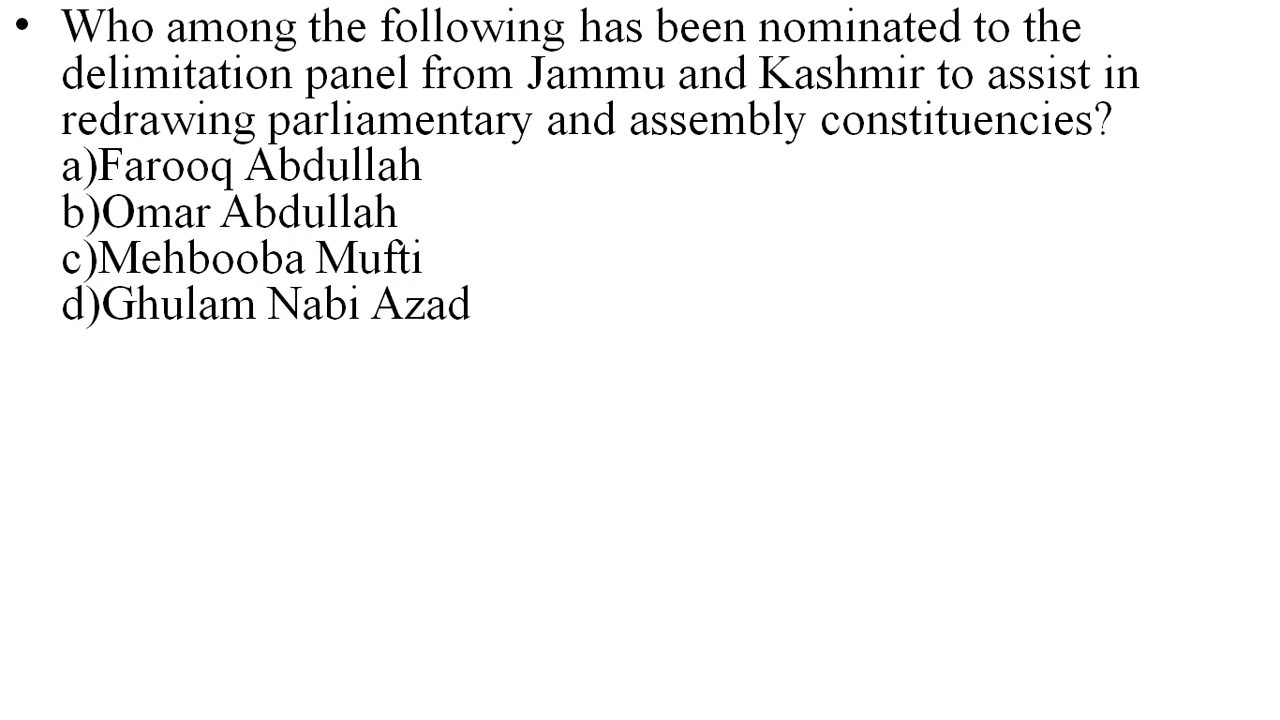 • Who among the following has been nominated to the
delimitation panel from Jammu and Kashmir to assist in
redrawing parliamentary and assembly constituencies?
a)Farooq Abdullah
b)Omar Abdullah
c)Mehbooba Mufti
d)Ghulam Nabi Azad